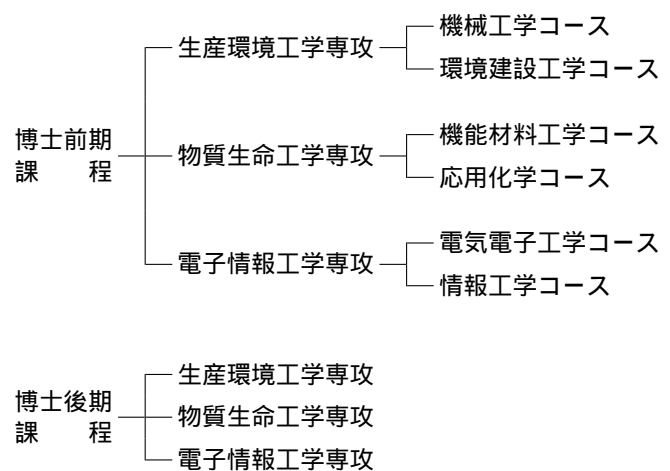 博士前期
課　　程
生産環境工学専攻
機械工学コース
環境建設工学コース
物質生命工学専攻
機能材料工学コース
応用化学コース
電子情報工学専攻
電気電子工学コース
情報工学コース
博士後期
課　　程
生産環境工学専攻
物質生命工学専攻
電子情報工学専攻